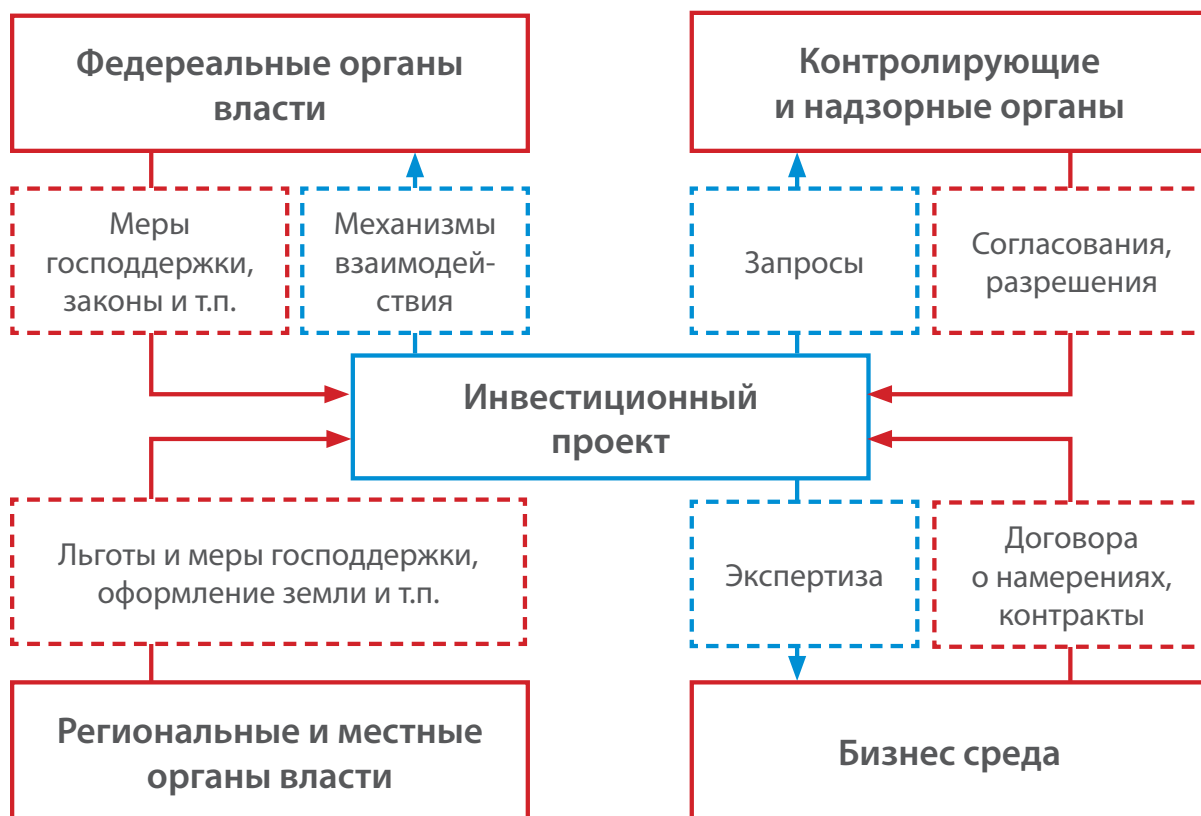 Федереальные органы
власти
Контролирующие
и надзорные органы
Меры
господдержки,
законы и т.п.
Механизмы
взаимодей-
ствия
Запросы
Согласования,
разрешения
Инвестиционный
проект
Льготы и меры господдержки,
оформление земли и т.п.
Экспертиза
Договора
о намерениях,
контракты
Региональные и местные
органы власти
Бизнес среда